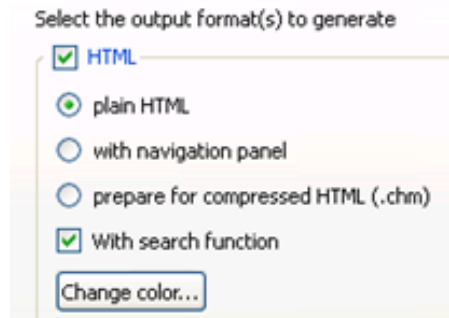 Select the output format(s) to generate
HTML
plain HTML
with navigation panel
prepare for compressed HTML (.chm)
With search function
Change color...